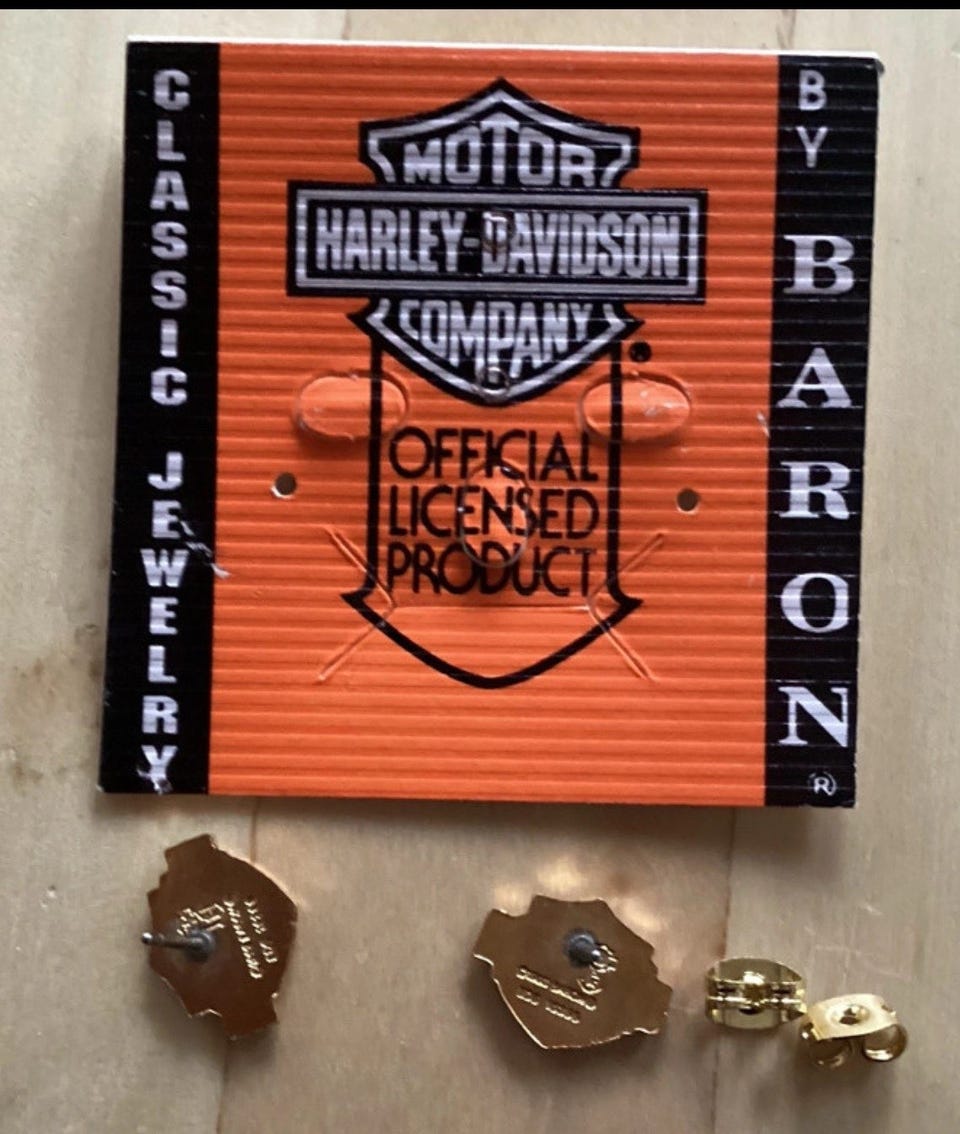 CLASSIC JEWELRY
MOTOR
HARLEY-DAVIDSON
COMPANY
OFFICIAL
LICENSED
PRODUCT
BY BARON
®